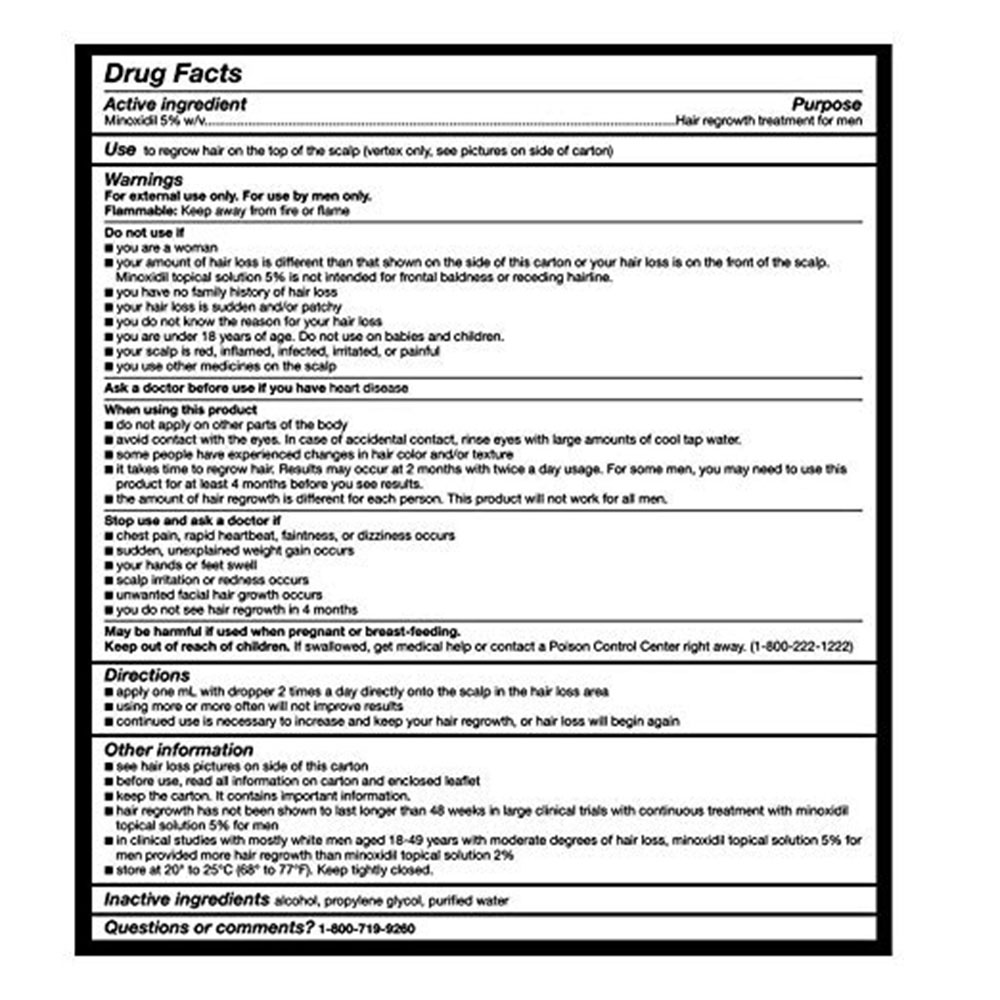 Drug Facts
Active ingredient Purpose
Minoxidil 5% w/v....................Hair regrowth treatment for men
Use to regrow hair on the top of the scalp (vertex only, see pictures on side of carton)
Warnings
For external use only. For use by men only.
Flammable: Keep away from fire or flame
Do not use if
■ you are a woman
■ your amount of hair loss is different than that shown on the side of this carton or your hair loss is on the front of the scalp.
Minoxidil topical solution 5% is not intended for frontal baldness or receding hairline.
■ you have no family history of hair loss
■ your hair loss is sudden and/or patchy
■ you do not know the reason for your hair loss
■ you are under 18 years of age. Do not use on babies and children.
■ your scalp is red, inflamed, infected, irritated, or painful
■ you use other medicines on the scalp
Ask a doctor before use if you have heart disease
When using this product
■ do not apply on other parts of the body
■ avoid contact with the eyes. In case of accidental contact, rinse eyes with large amounts of cool tap water.
■ some people have experienced changes in hair color and/or texture
■ it takes time to regrow hair. Results may occur at 2 months with twice a day usage. For some men, you may need to use this
product for at least 4 months before you see results.
■ the amount of hair regrowth is different for each person. This product will not work for all men.
Stop use and ask a doctor if
■ chest pain, rapid heartbeat, faintness, or dizziness occurs
■ sudden, unexplained weight gain occurs
■ your hands or feet swell
■ scalp irritation or redness occurs
■ unwanted facial hair growth occurs
■ you do not see hair regrowth in 4 months
May be harmful if used when pregnant or breast-feeding.
Keep out of reach of children. If swallowed, get medical help or contact a Poison Control Center right away. (1-800-222-1222)
Directions
■ apply one mL with dropper 2 times a day directly onto the scalp in the hair loss area
■ using more or more often will not improve results
■ continued use is necessary to increase and keep your hair regrowth, or hair loss will begin again
Other information
■ see hair loss pictures on side of this carton
■ before use, read all information on carton and enclosed leaflet
■ keep the carton. It contains important information.
■ hair regrowth has not been shown to last longer than 48 weeks in large clinical trials with continuous treatment with minoxidil
topical solution 5% for men
■ in clinical studies with mostly white men aged 18-49 years with moderate degrees of hair loss, minoxidil topical solution 5% for
men provided more hair regrowth than minoxidil topical solution 2%
■ store at 20° to 25°C (68° to 77°F). Keep tightly closed.
Inactive ingredients alcohol, propylene glycol, purified water
Questions or comments? 1-800-719-9260